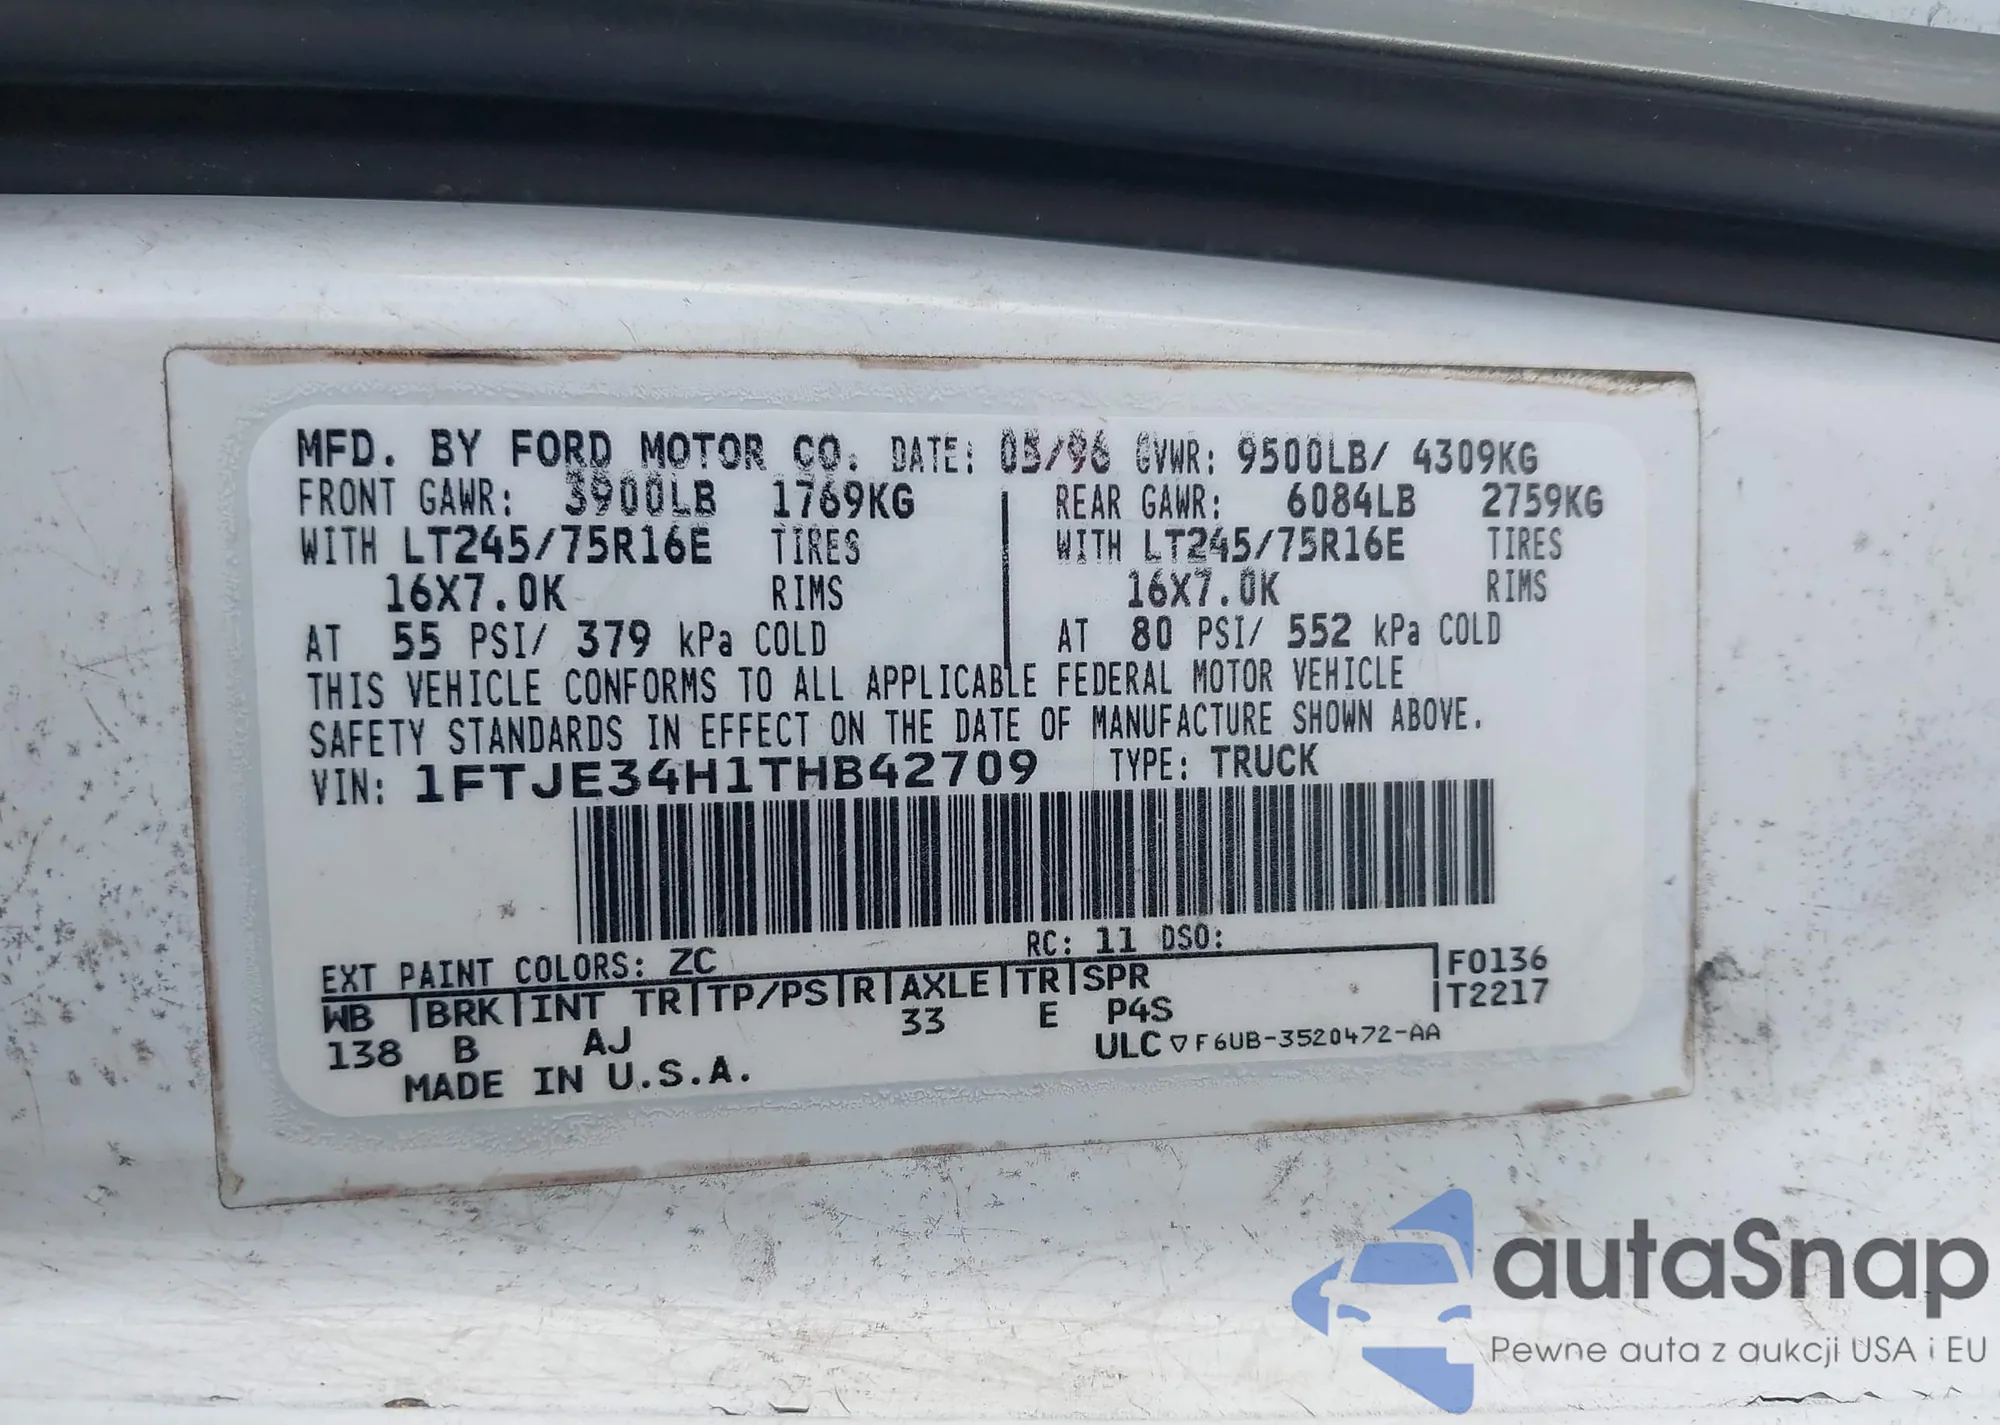 MFD. BY FORD MOTOR CO. DATE: 05/96 GVWR: 9500LB/ 4309KG
FRONT GAWR: 3900LB 1769KG REAR GAWR: 6084LB 2759KG
WITH LT245/75R16E TIRES WITH LT245/75R16E TIRES
16X7.0K RIMS 16X7.0K RIMS
AT 55 PSI/ 379 kPa COLD AT 80 PSI/ 552 kPa COLD
THIS VEHICLE CONFORMS TO ALL APPLICABLE FEDERAL MOTOR VEHICLE
SAFETY STANDARDS IN EFFECT ON THE DATE OF MANUFACTURE SHOWN ABOVE.
VIN: 1FTJE34H1THB42709 TYPE: TRUCK
EXT PAINT COLORS: ZC RC: 11 DSO:
WB BRK INT TR TP/PS R AXLE TR SPR F0136
138 B AJ 33 E P4S T2217
MADE IN U.S.A. ULC ▽ F6UB-3520472-AA
autaSnap
Pewne auta z aukcji USA i EU